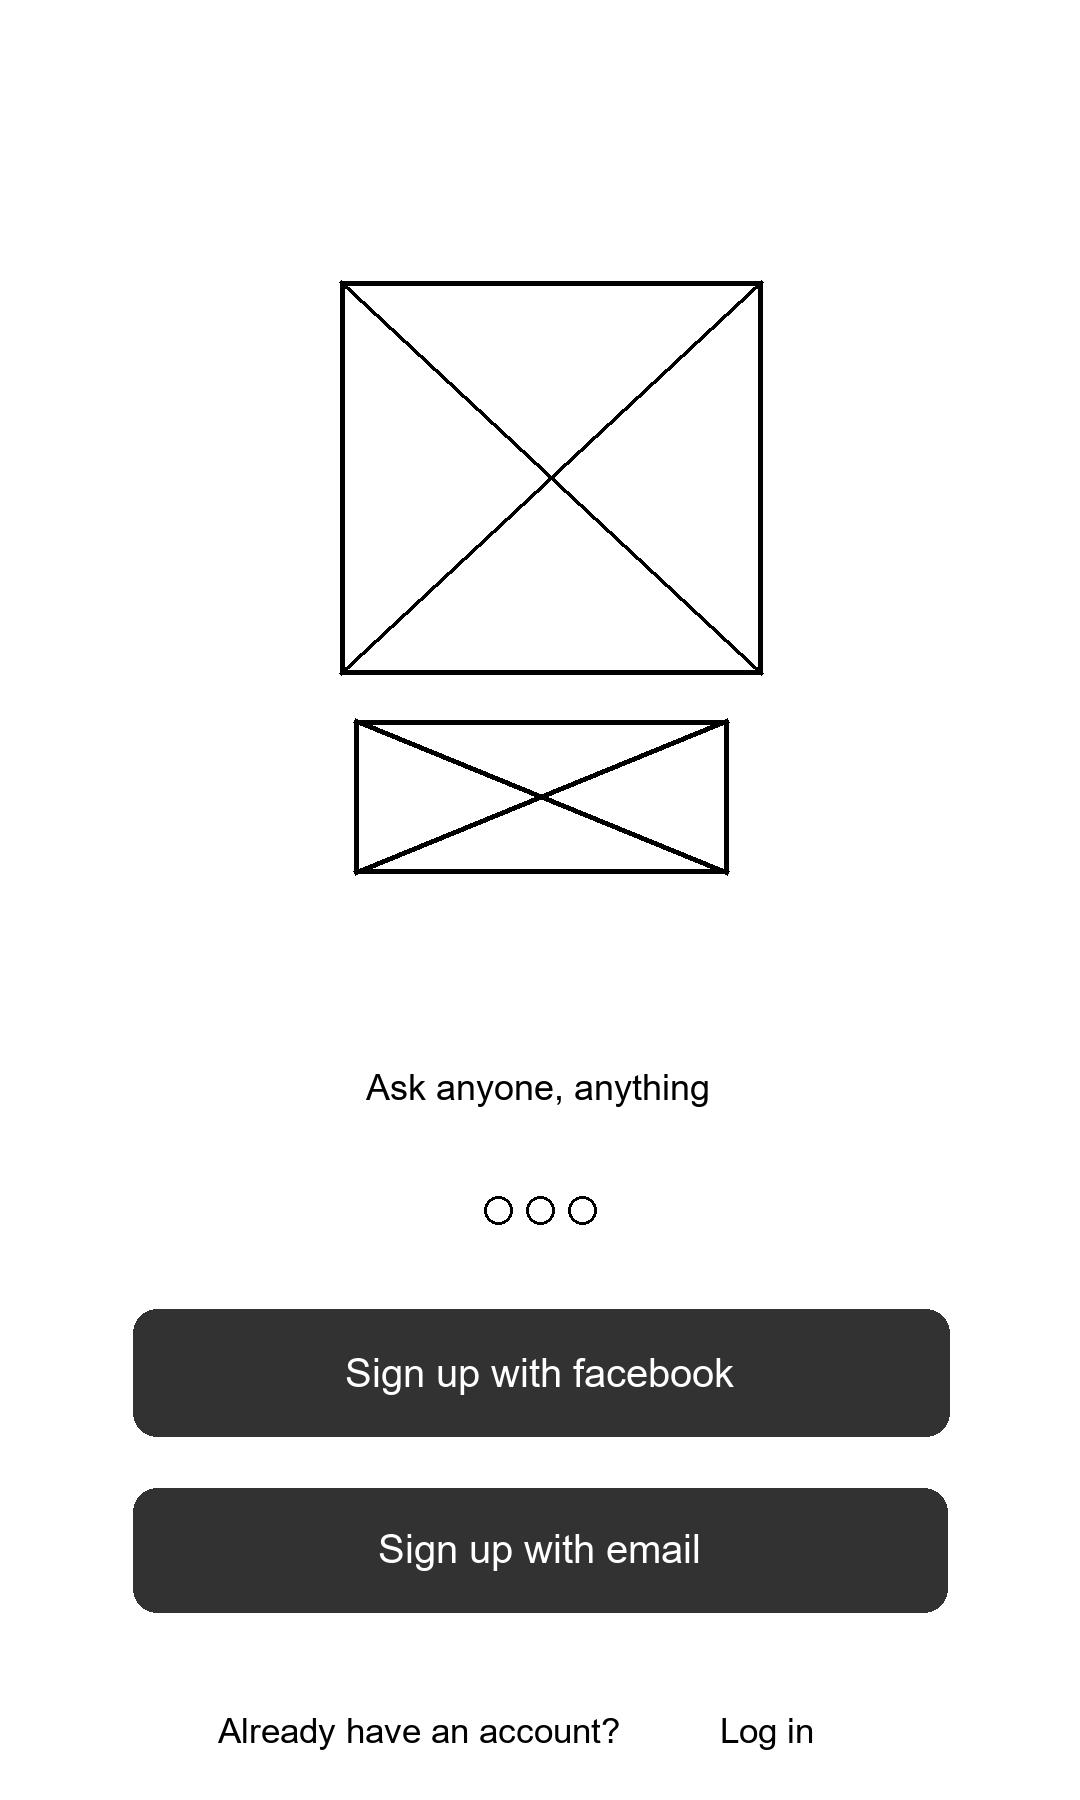 Ask anyone, anything
Sign up with facebook
Sign up with email
Already have an account? Log in